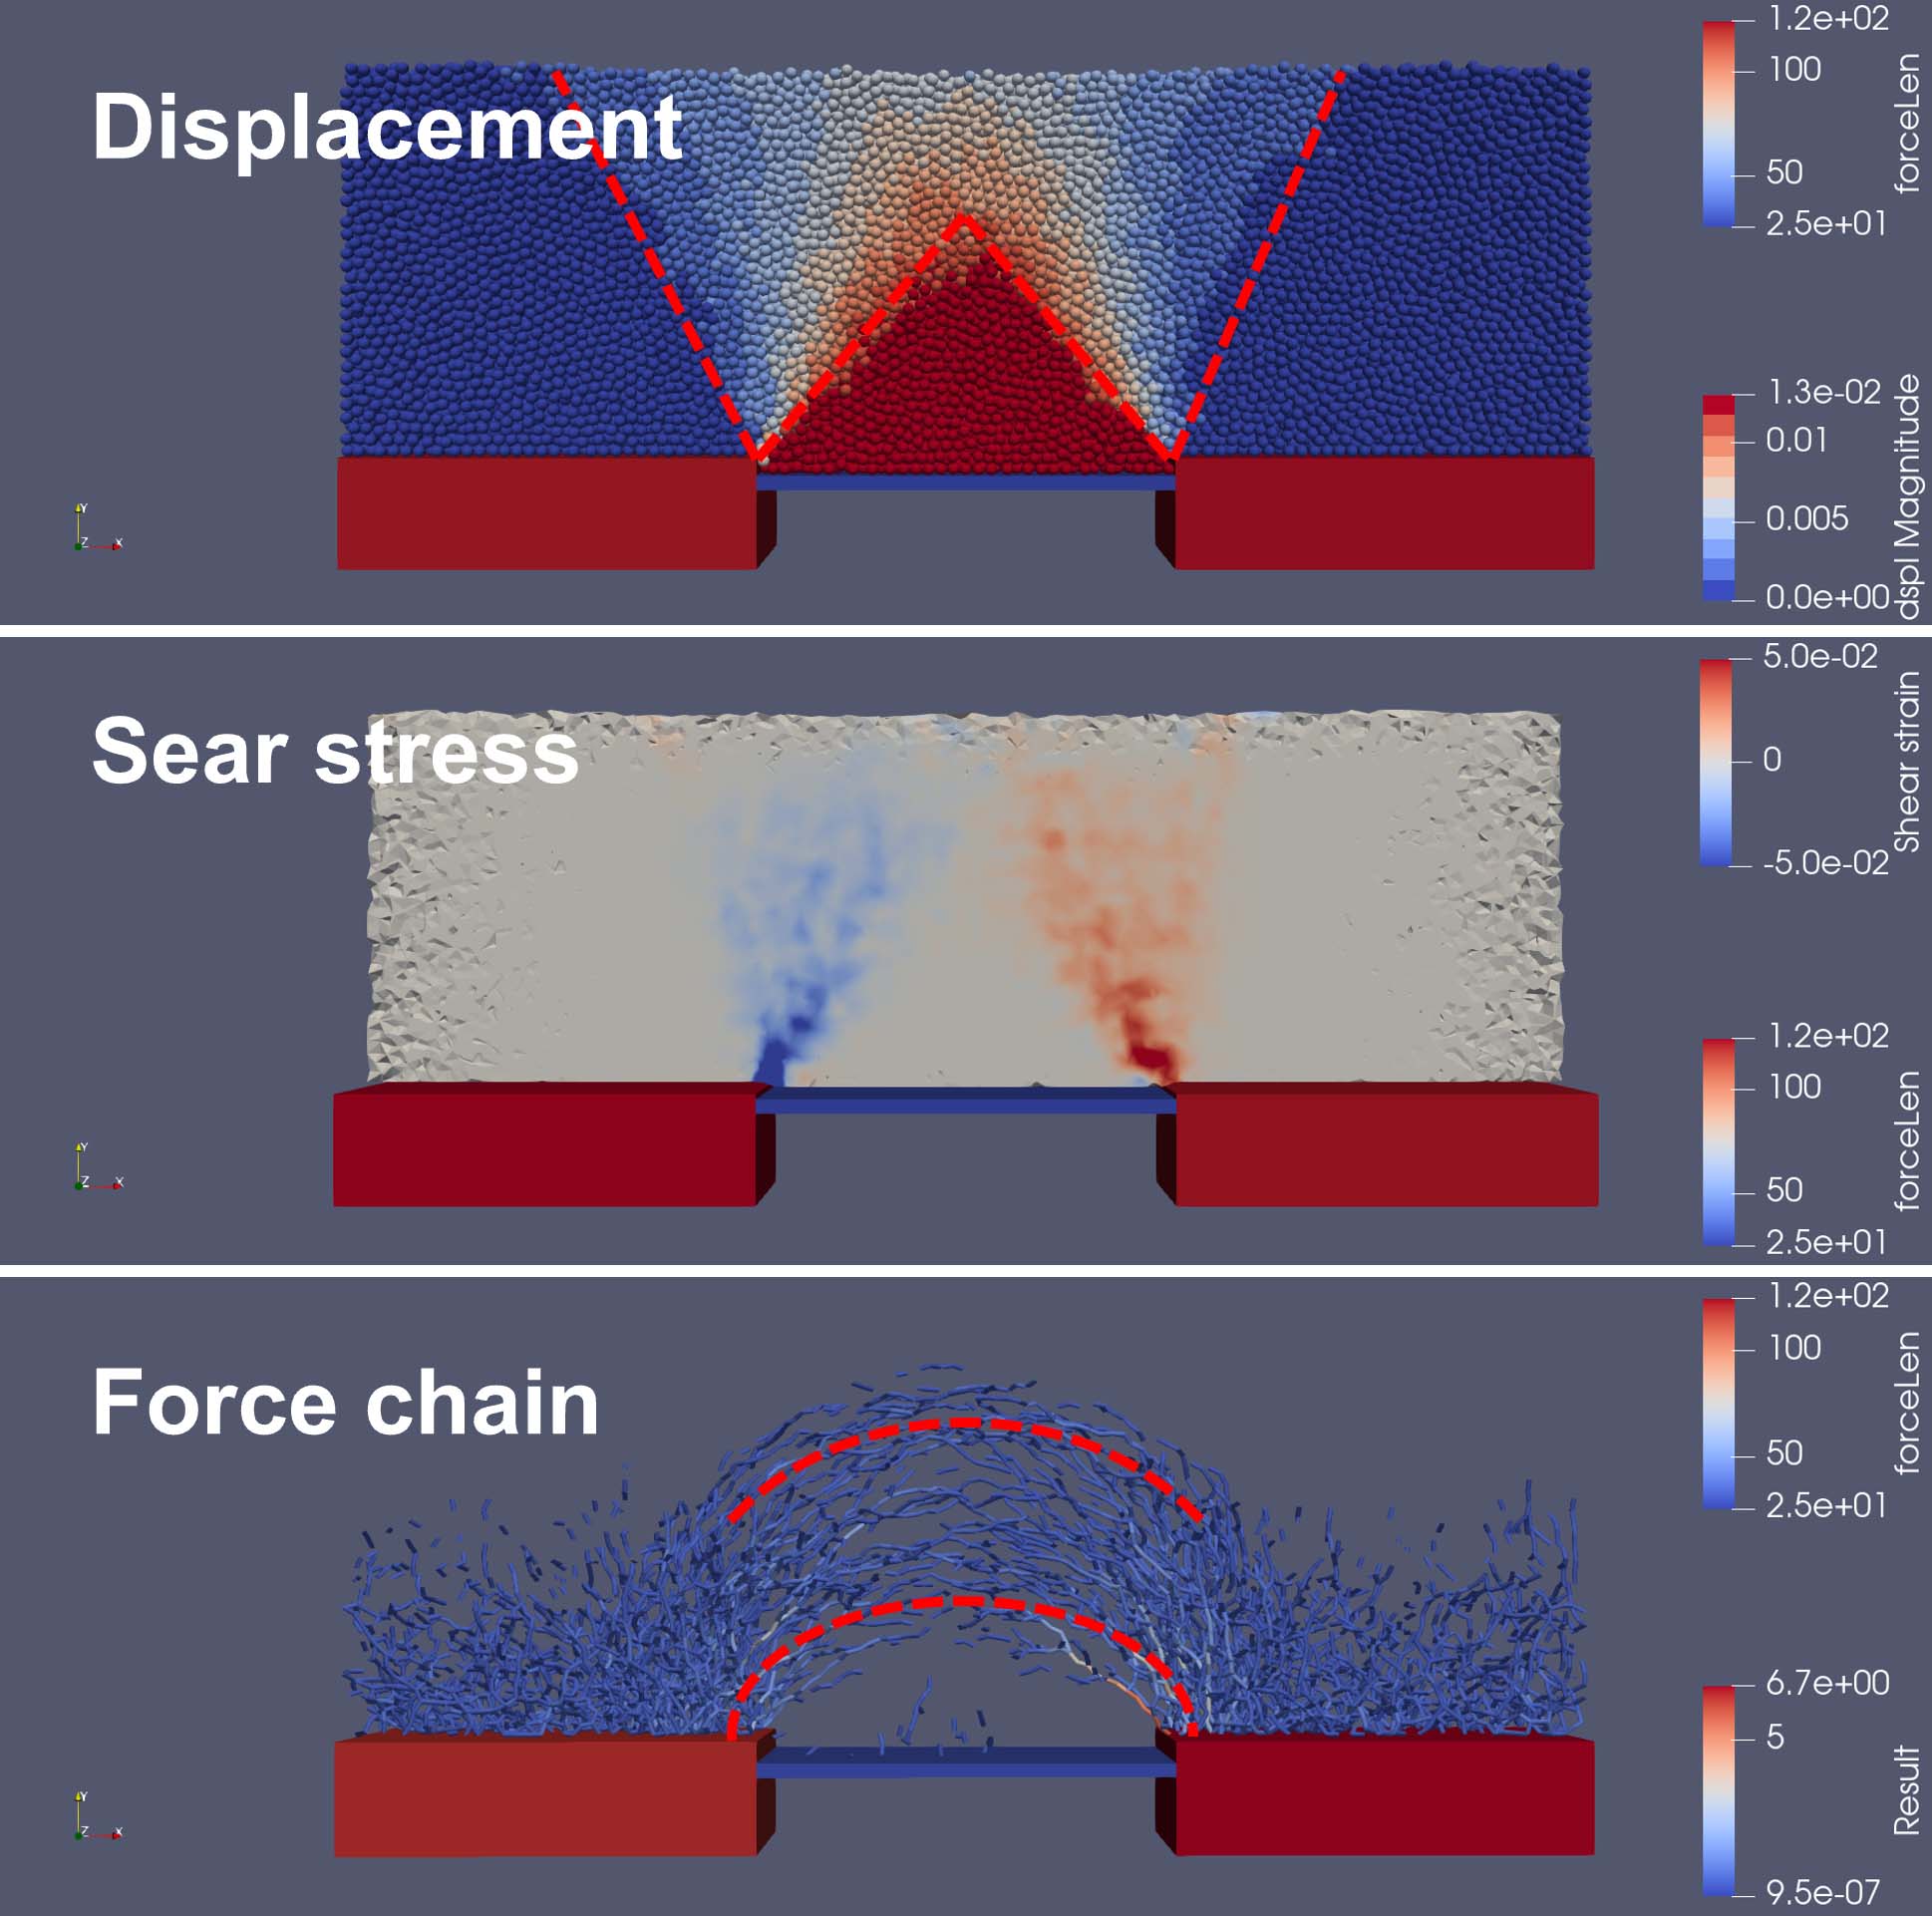 Displacement
1.2e+02
100
50
2.5e+01
forceLen
1.3e-02
0.01
0.005
0.0e+00
dspl Magnitude
Y
Z
X
Sear stress
5.0e-02
0
-5.0e-02
Shear strain
1.2e+02
100
50
2.5e+01
forceLen
Y
Z
X
Force chain
1.2e+02
100
50
2.5e+01
forceLen
6.7e+00
5
9.5e-07
Result
Y
Z
X